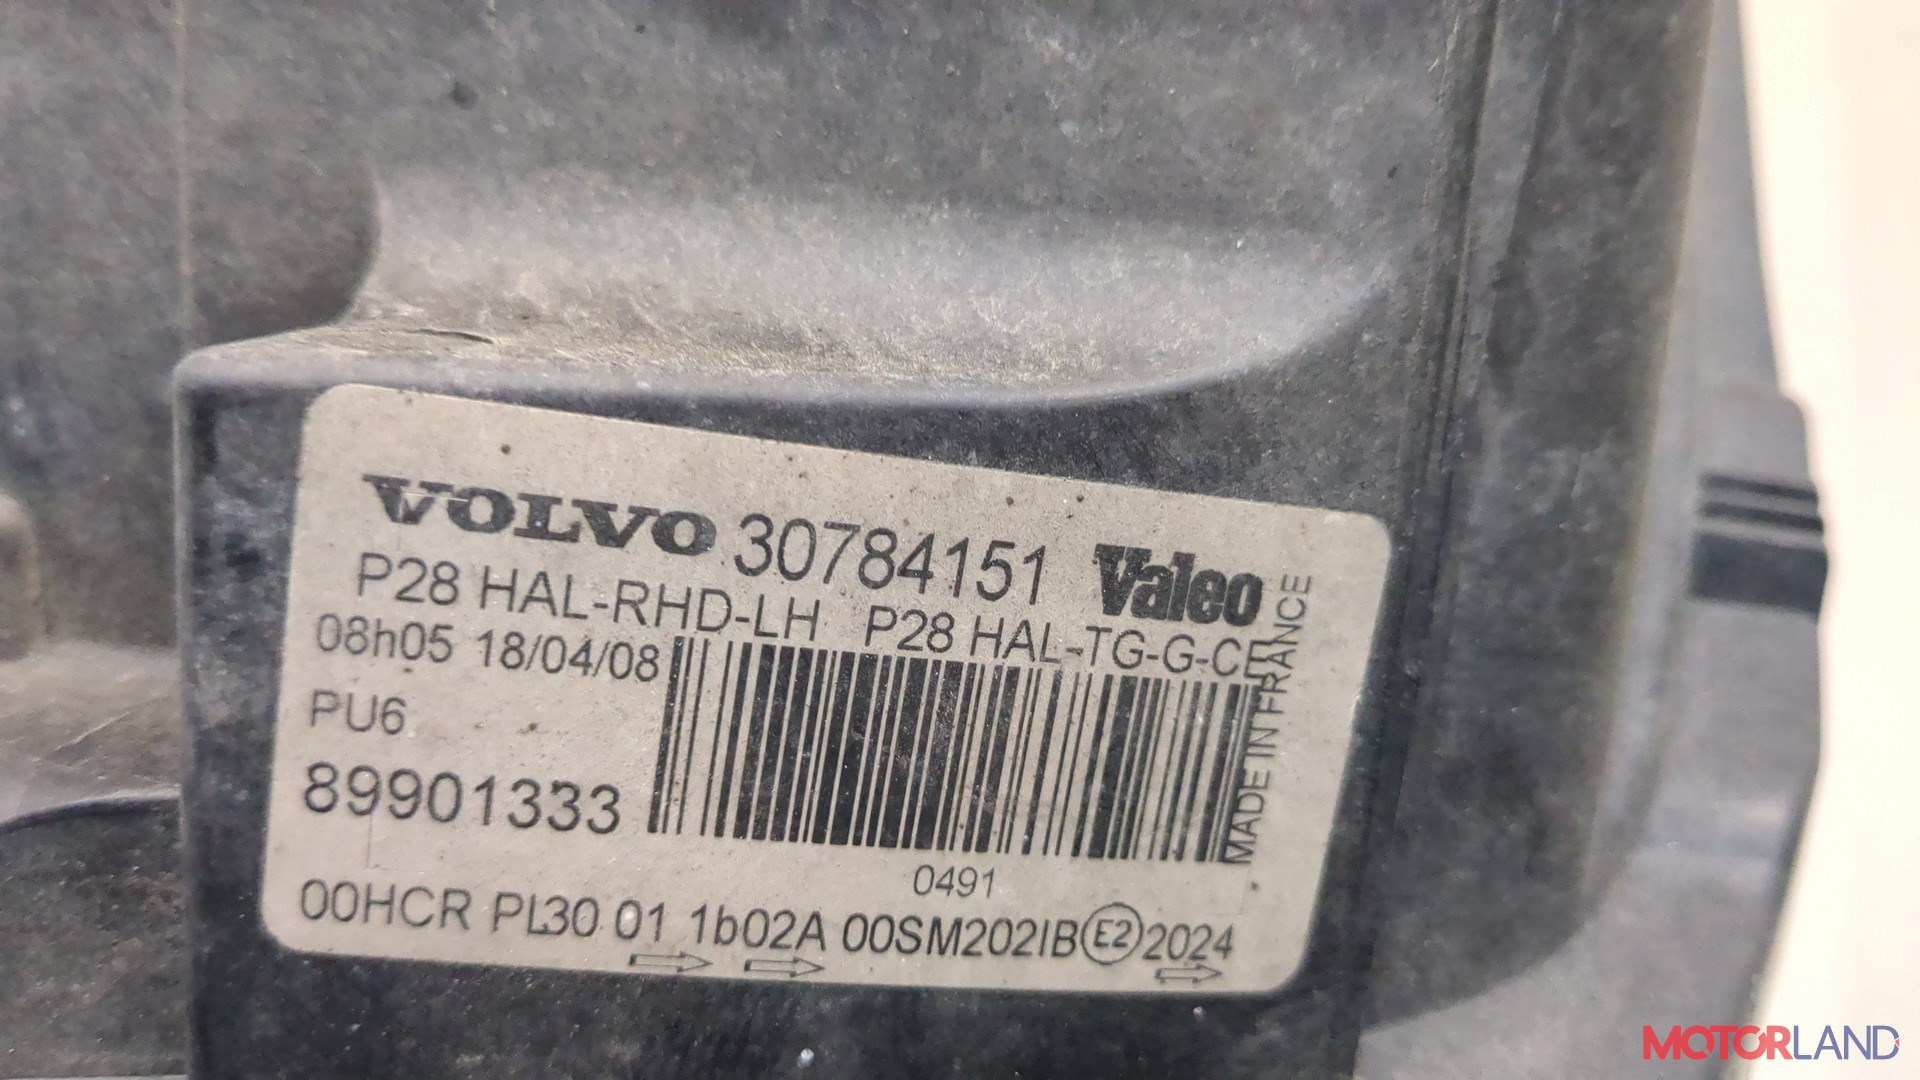 VOLVO 30784151 Valeo
P28 HAL-RHD-LH P28 HAL-TG-G-CE
08h05 18/04/08
PU6
89901333
MADE IN FRANCE
0491
00HCR PL30 01 1b02A 00SM202IB E2 2024
MOTORLAND